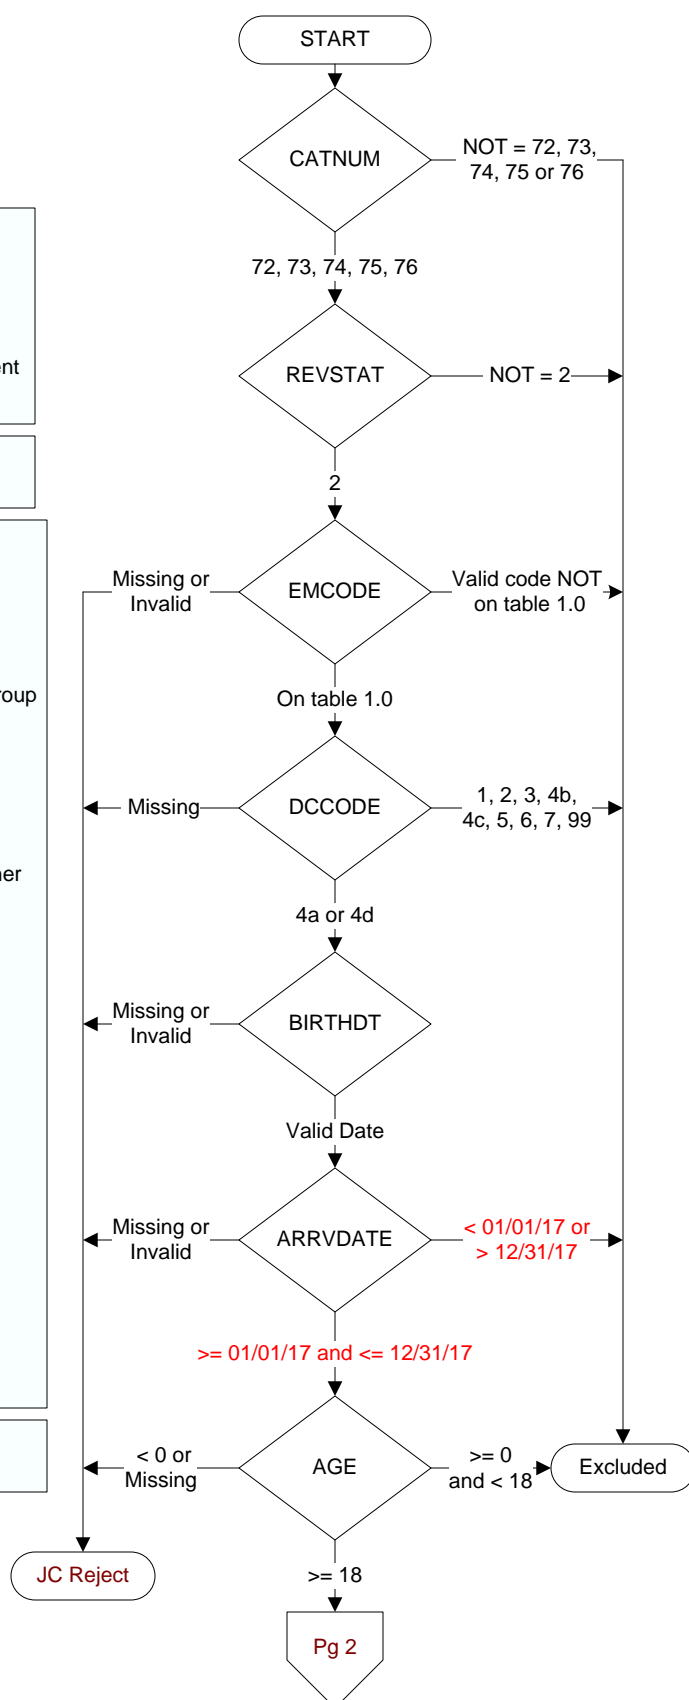 START
CATNUM
NOT = 72, 73,
74, 75 or 76
72, 73, 74, 75, 76
REVSTAT
NOT = 2
2
Missing or
Invalid
EMCODE
Valid code NOT
on table 1.0
On table 1.0
Missing
DCCODE
1, 2, 3, 4b,
4c, 5, 6, 7, 99
4a or 4d
Missing or
Invalid
BIRTHDT
Valid Date
Missing or
Invalid
ARRVDATE
< 01/01/17 or
> 12/31/17
>= 01/01/17 and <= 12/31/17
< 0 or
Missing
AGE
>= 0
and < 18
Excluded
JC Reject
>= 18
Pg 2